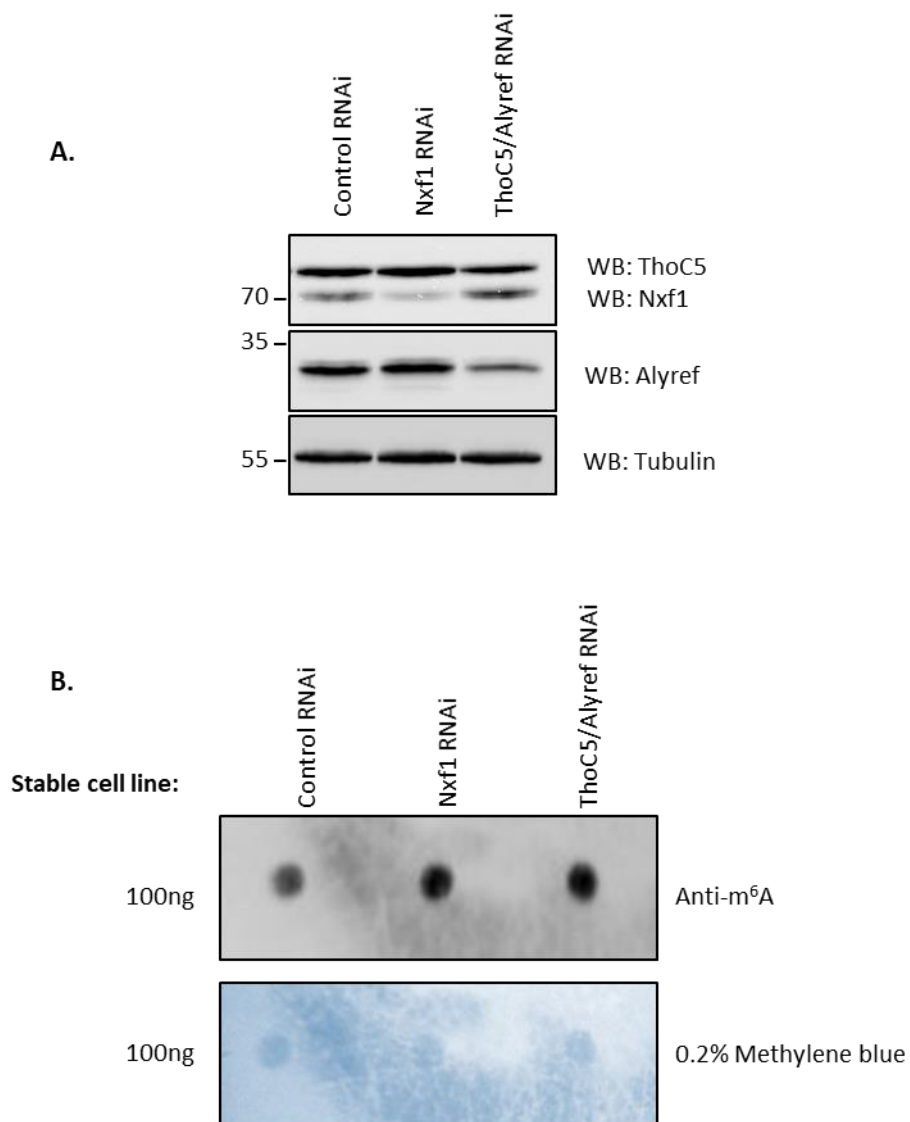 A.
Control RNAi
Nxf1 RNAi
ThoC5/Alyref RNAi
WB: ThoC5
70
WB: Nxf1
35
WB: Alyref
55
WB: Tubulin
B.
Stable cell line:
Control RNAi
Nxf1 RNAi
ThoC5/Alyref RNAi
100ng
Anti-m⁶A
100ng
0.2% Methylene blue